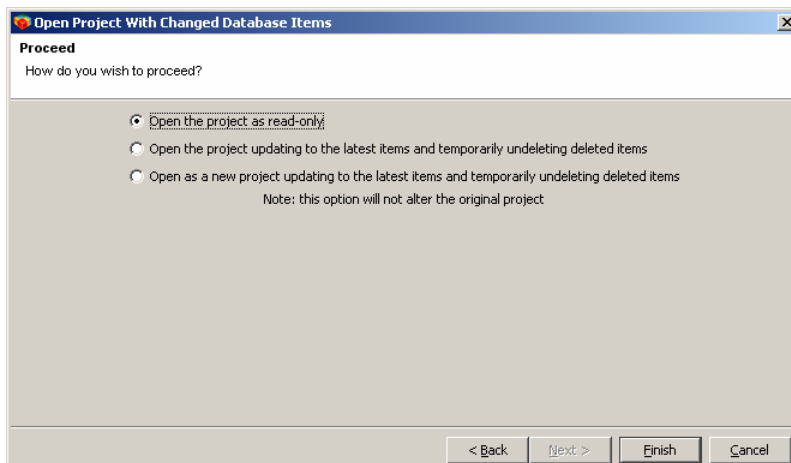 Open Project With Changed Database Items
Proceed
How do you wish to proceed?
Open the project as read-only
Open the project updating to the latest items and temporarily undeleting deleted items
Open as a new project updating to the latest items and temporarily undeleting deleted items
Note: this option will not alter the original project
< Back Next > Finish Cancel